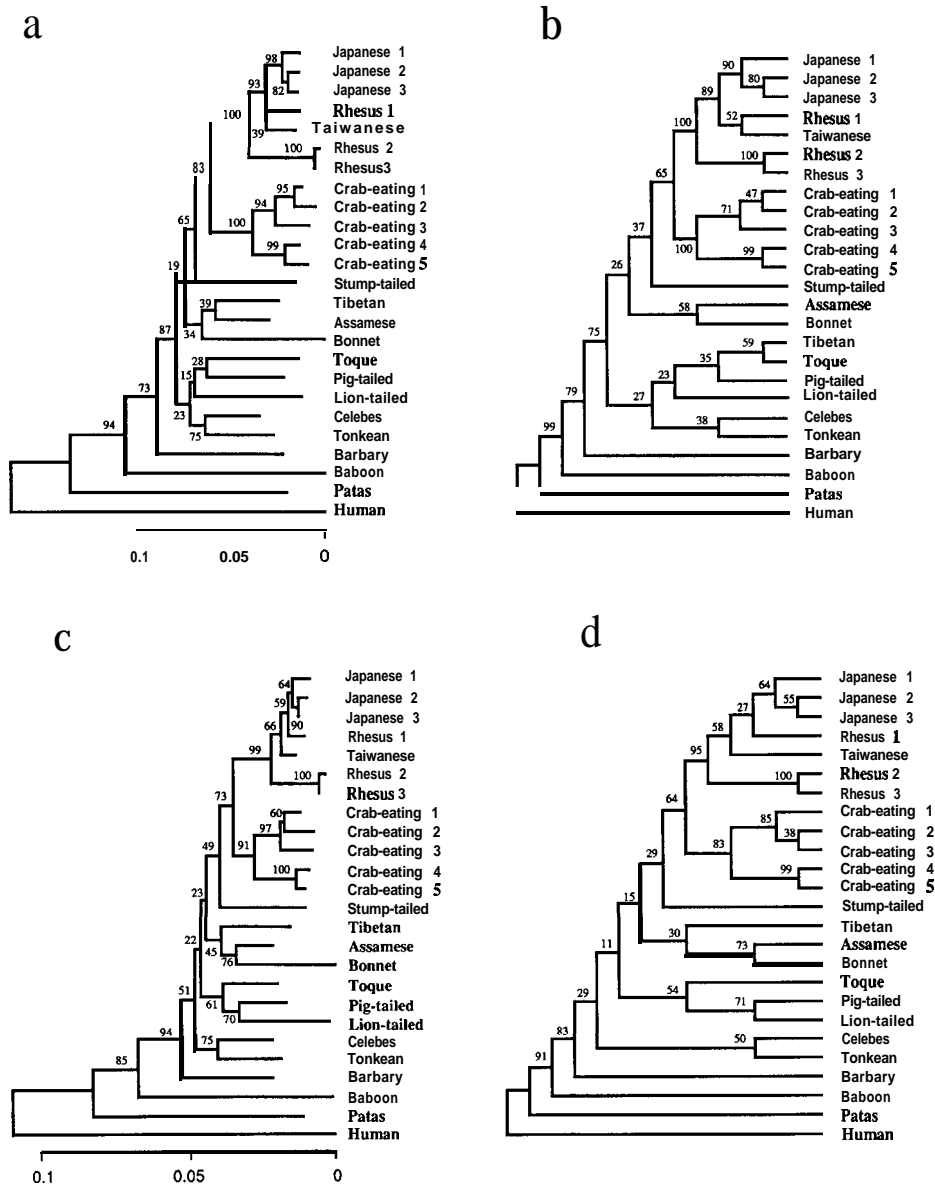 a
98
Japanese 1
Japanese 2
93
82
Japanese 3
100
Rhesus 1
39
Taiwanese
100
Rhesus 2
83
Rhesus3
95
Crab-eating 1
94
Crab-eating 2
65
100
Crab-eating 3
99
Crab-eating 4
19
Crab-eating 5
Stump-tailed
39
Tibetan
87
34
Assamese
Bonnet
28
Toque
15
Pig-tailed
73
Lion-tailed
23
Celebes
94
75
Tonkean
Barbary
Baboon
Patas
Human
0.1 0.05 0
b
90
Japanese 1
80
Japanese 2
89
Japanese 3
52
Rhesus 1
100
Taiwanese
100
Rhesus 2
65
Rhesus 3
47
Crab-eating 1
71
Crab-eating 2
37
Crab-eating 3
100
99
Crab-eating 4
26
Crab-eating 5
Stump-tailed
58
Assamese
75
Bonnet
59
Tibetan
35
Toque
23
Pig-tailed
79
27
Lion-tailed
38
Celebes
99
Tonkean
Barbary
Baboon
Patas
Human
c
64
Japanese 1
59
Japanese 2
66
90
Japanese 3
99
Rhesus 1
Taiwanese
100
Rhesus 2
73
Rhesus 3
60
Crab-eating 1
97
Crab-eating 2
49
91
Crab-eating 3
100
Crab-eating 4
23
Crab-eating 5
Stump-tailed
22
45
Tibetan
76
Assamese
Bonnet
51
61
Toque
70
Pig-tailed
94
Lion-tailed
75
Celebes
85
Tonkean
Barbary
Baboon
Patas
Human
0.1 0.05 0
d
64
Japanese 1
27
55
Japanese 2
58
Japanese 3
95
Rhesus 1
Taiwanese
100
Rhesus 2
64
Rhesus 3
85
Crab-eating 1
83
38
Crab-eating 2
29
Crab-eating 3
99
Crab-eating 4
15
Crab-eating 5
Stump-tailed
30
Tibetan
11
73
Assamese
Bonnet
54
Toque
29
71
Pig-tailed
Lion-tailed
83
50
Celebes
91
Tonkean
Barbary
Baboon
Patas
Human